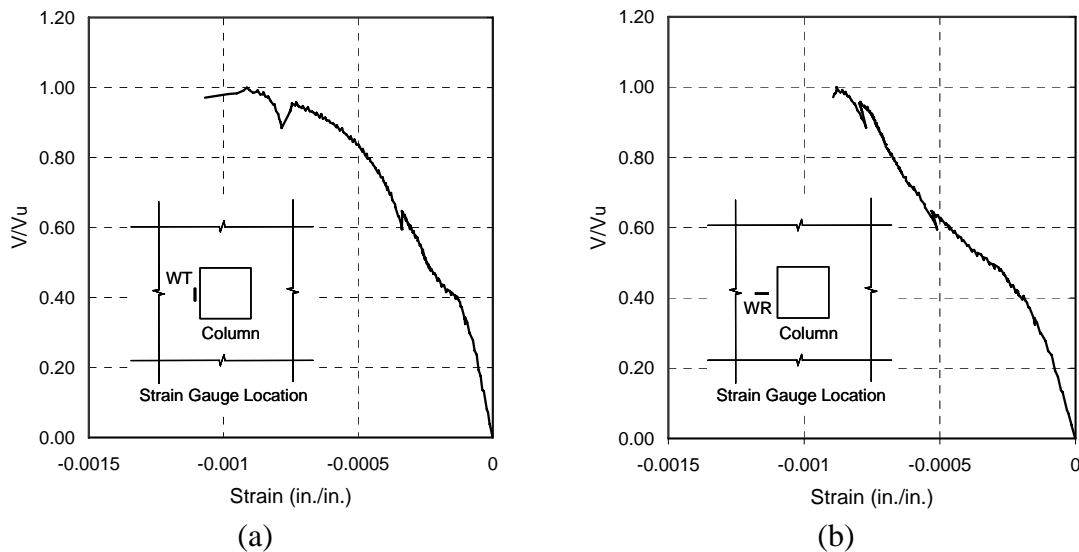 1.20
1.00
0.80
0.60
0.40
0.20
0.00
V/Vu
WT
Column
Strain Gauge Location
-0.0015
-0.001
-0.0005
0
Strain (in./in.)
(a)
1.20
1.00
0.80
0.60
0.40
0.20
0.00
V/Vu
WR
Column
Strain Gauge Location
-0.0015
-0.001
-0.0005
0
Strain (in./in.)
(b)